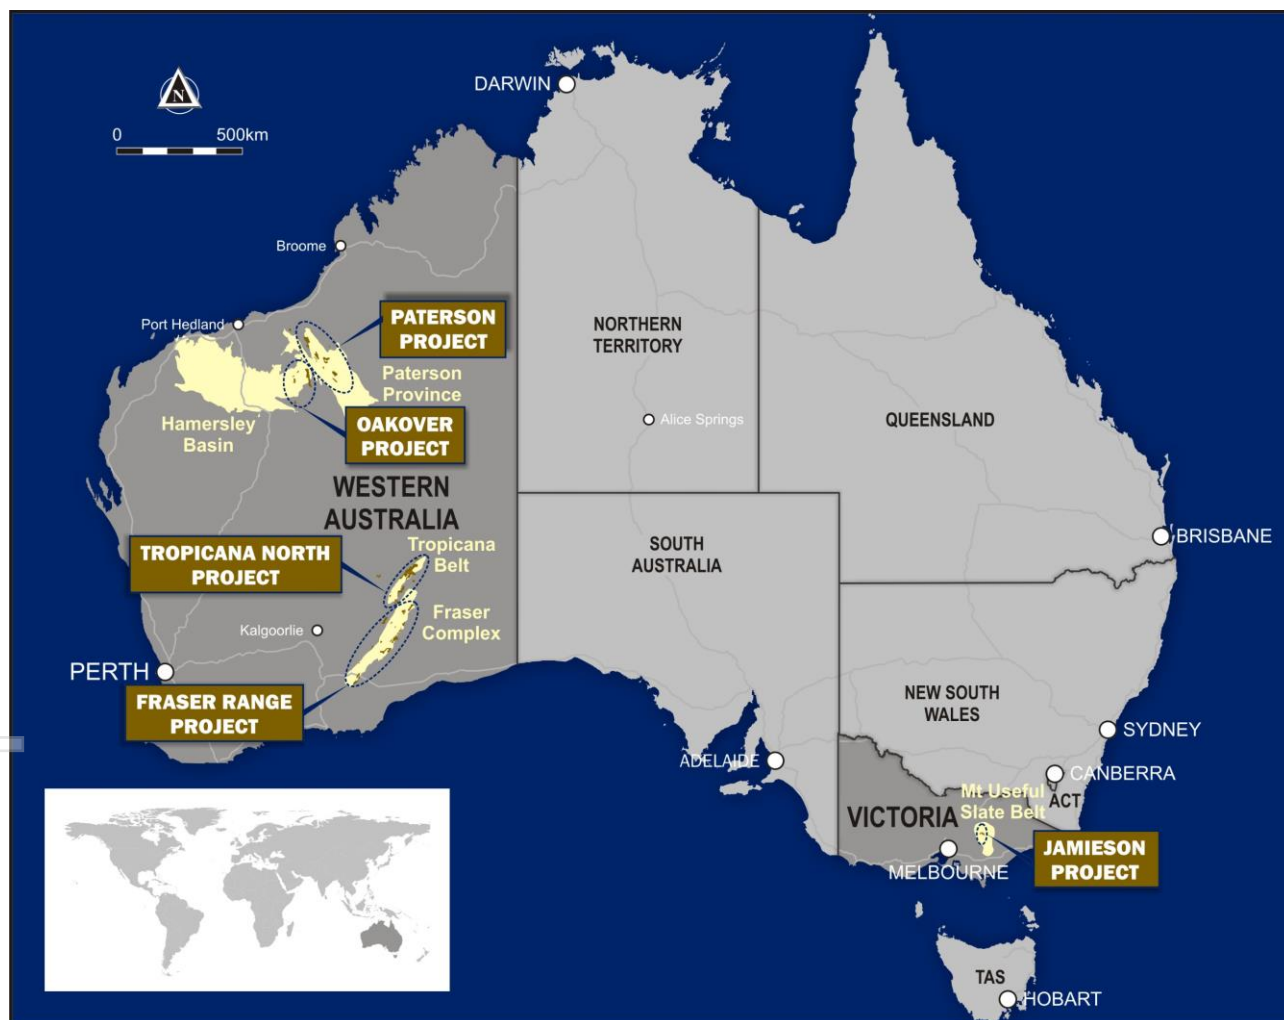 DARWIN
N
0 500km
Broome
Port Hedland
PATERSON
PROJECT
NORTHERN
TERRITORY
Paterson
Province
Hamersley
Basin
OAKOVER
PROJECT
Alice Springs
QUEENSLAND
WESTERN
AUSTRALIA
TROPICANA NORTH
PROJECT
Tropicana
Belt
SOUTH
AUSTRALIA
BRISBANE
Kalgoorlie
Fraser
Complex
PERTH
FRASER RANGE
PROJECT
NEW SOUTH
WALES
SYDNEY
ADELAIDE
CANBERRA
Mt Useful
Slate Belt
ACT
VICTORIA
MELBOURNE
JAMIESON
PROJECT
TAS
HOBART